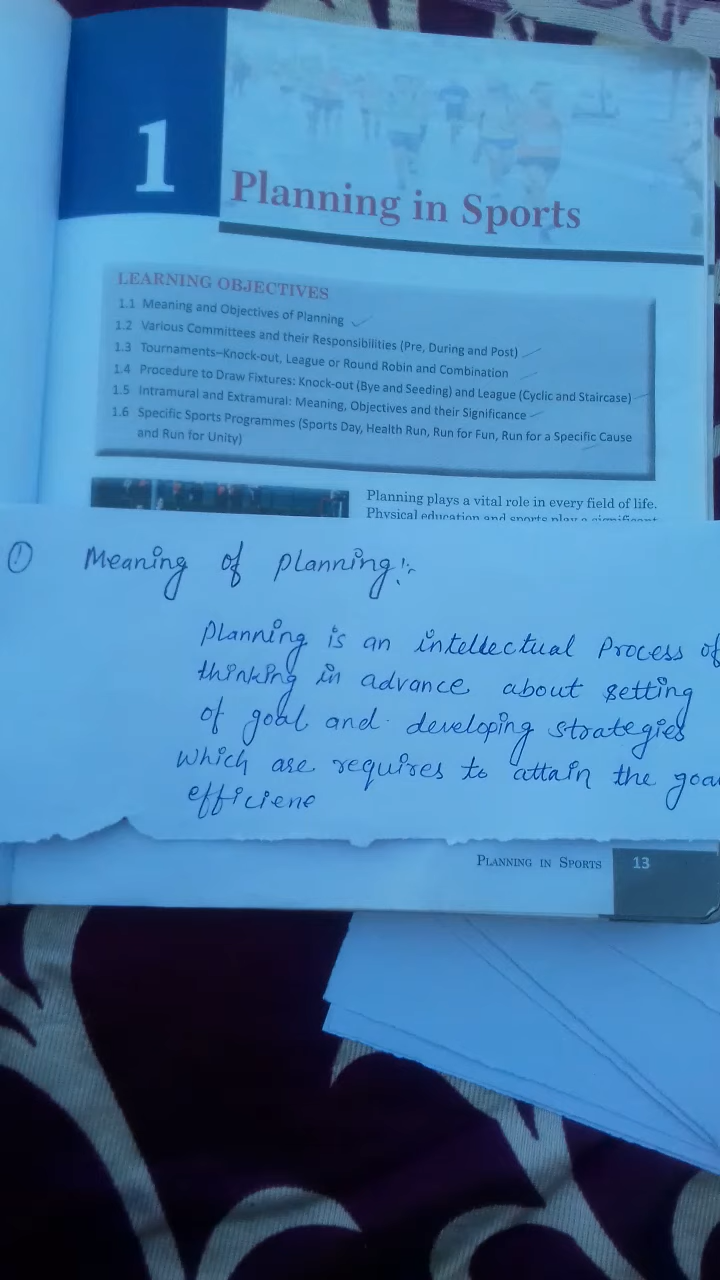 1
Planning in Sports
LEARNING OBJECTIVES
1.1 Meaning and Objectives of Planning
1.2 Various Committees and their Responsibilities (Pre, During and Post)
1.3 Tournaments–Knock-out, League or Round Robin and Combination
1.4 Procedure to Draw Fixtures: Knock-out (Bye and Seeding) and League (Cyclic and Staircase)
1.5 Intramural and Extramural: Meaning, Objectives and their Significance
1.6 Specific Sports Programmes (Sports Day, Health Run, Run for Fun, Run for a Specific Cause
and Run for Unity)
Planning plays a vital role in every field of life.
Physical education and sports play a significant
① Meaning of planning:-
Planning is an intellectual Process of
thinking in advance about setting
of goal and developing strategies
which are requires to attain the goa
efficiene
PLANNING IN SPORTS 13